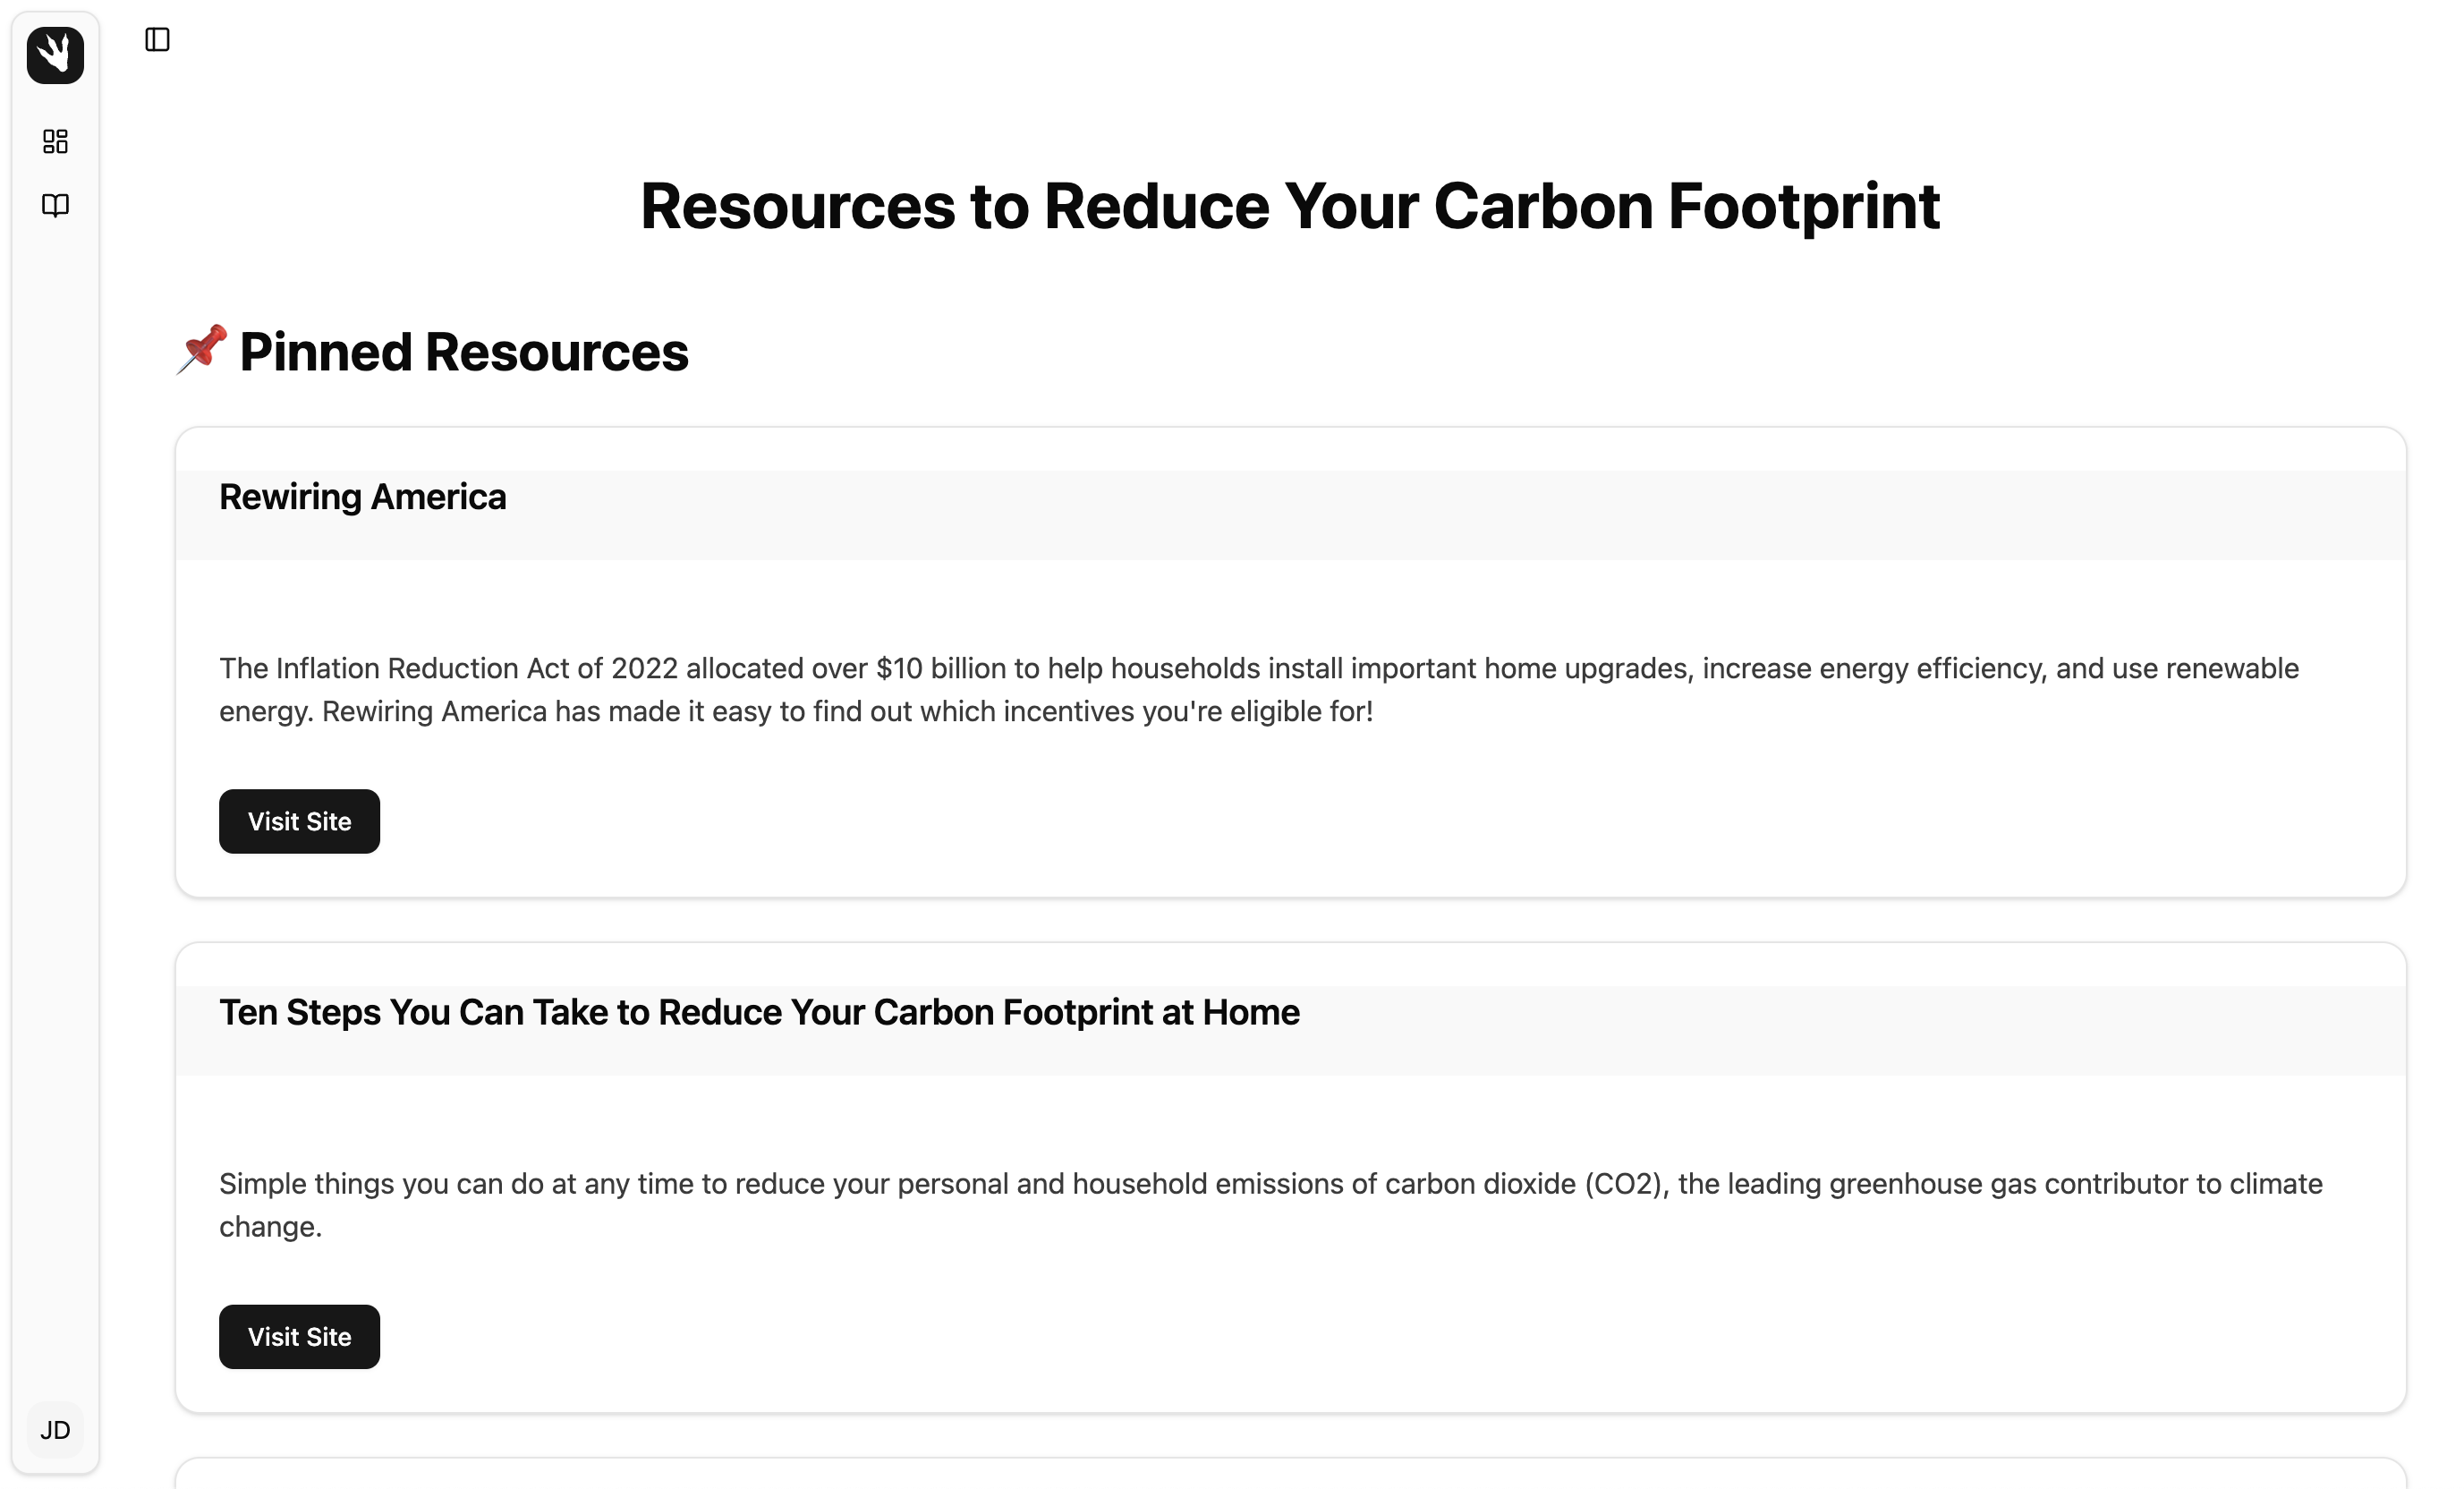 Resources to Reduce Your Carbon Footprint
📌 Pinned Resources
Rewiring America
The Inflation Reduction Act of 2022 allocated over $10 billion to help households install important home upgrades, increase energy efficiency, and use renewable
energy. Rewiring America has made it easy to find out which incentives you're eligible for!
Visit Site
Ten Steps You Can Take to Reduce Your Carbon Footprint at Home
Simple things you can do at any time to reduce your personal and household emissions of carbon dioxide (CO2), the leading greenhouse gas contributor to climate
change.
Visit Site
JD